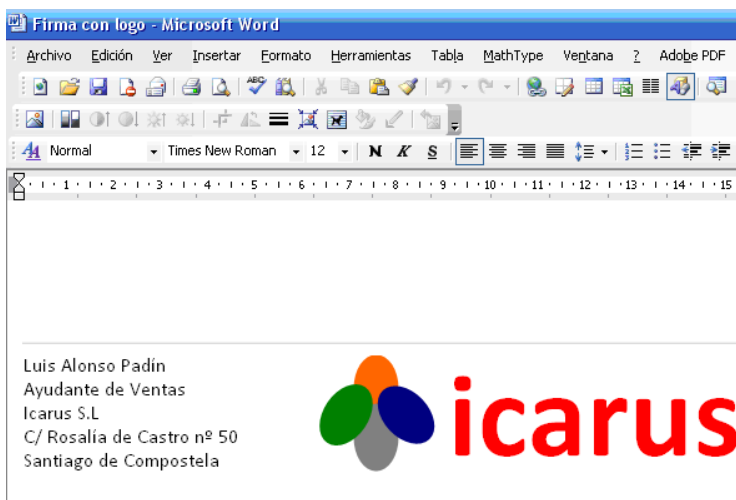 Firma con logo - Microsoft Word
Archivo Edición Ver Insertar Formato Herramientas Tabla MathType Ventana ? Adobe PDF
ABC
Normal Times New Roman 12 N K S
1 2 3 4 5 6 7 8 9 10 11 12 13 14 15
Luis Alonso Padín
Ayudante de Ventas
Icarus S.L
C/ Rosalía de Castro nº 50
Santiago de Compostela
icarus